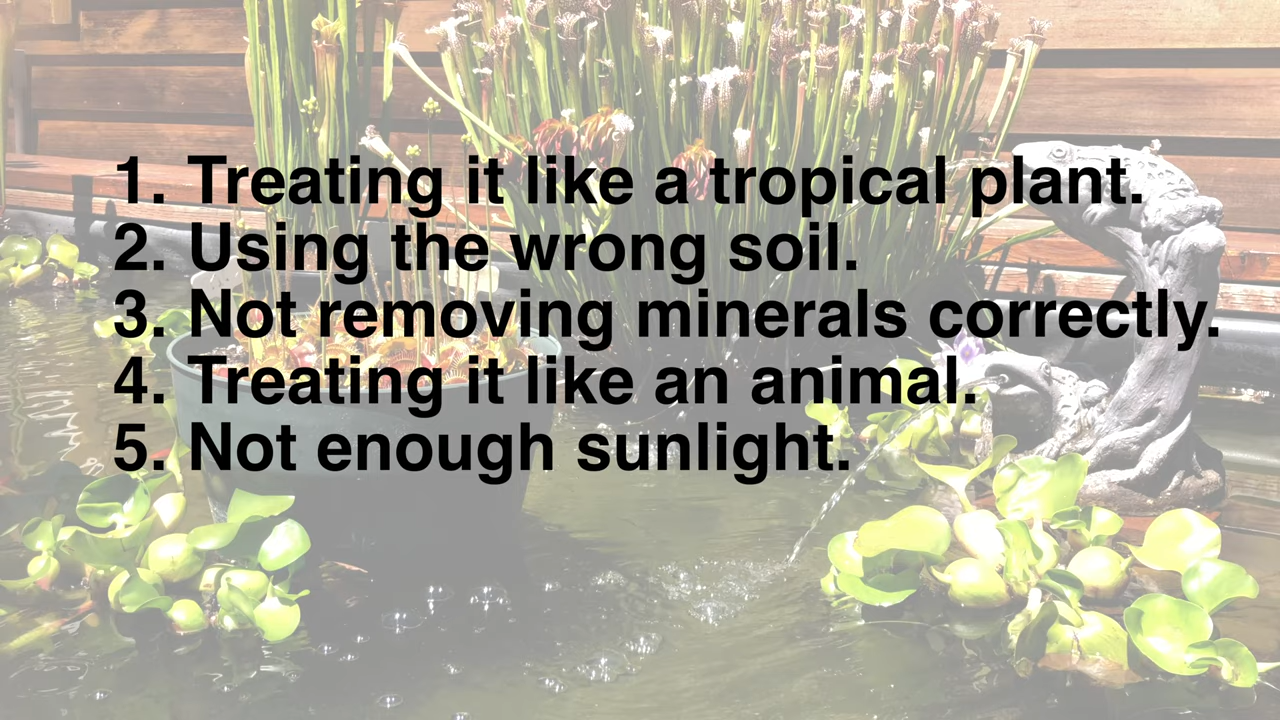 1. Treating it like a tropical plant.
2. Using the wrong soil.
3. Not removing minerals correctly.
4. Treating it like an animal.
5. Not enough sunlight.